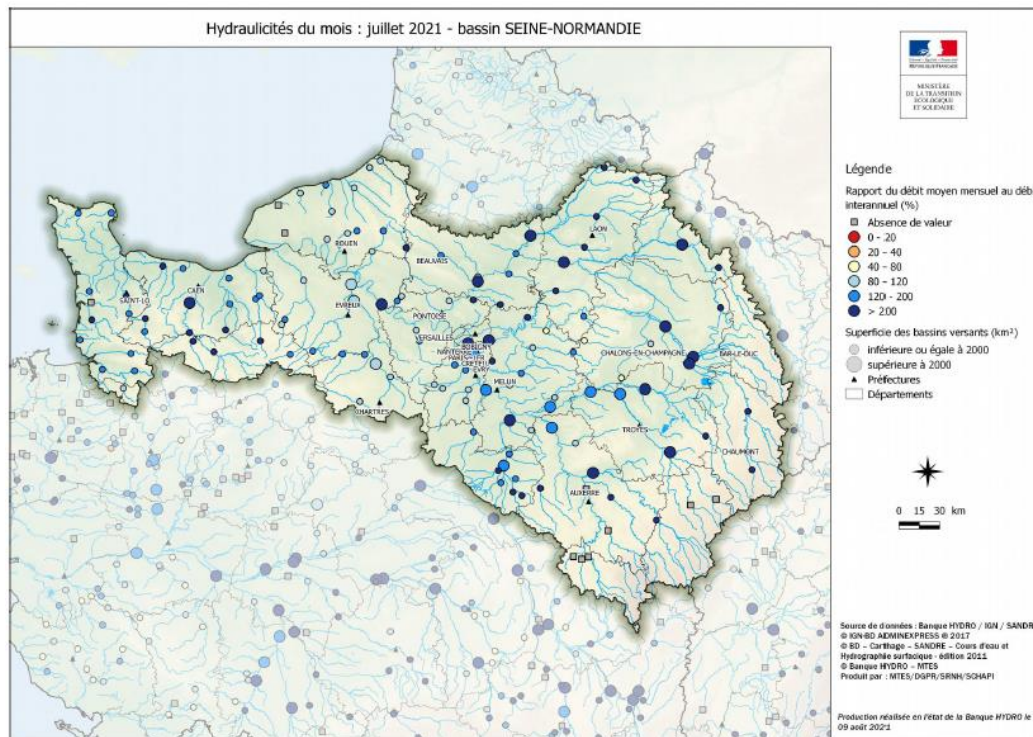 Hydraulicités du mois : juillet 2021 - bassin SEINE-NORMANDIE
MINISTÈRE
DE LA TRANSITION
ÉCOLOGIQUE
ET SOLIDAIRE
Légende
Rapport du débit moyen mensuel au déb
interannuel (%)
Absence de valeur
0 - 20
20 - 40
40 - 80
80 - 120
120 - 200
> 200
Superficie des bassins versants (km²)
inférieure ou égale à 2000
supérieure à 2000
Préfectures
Départements
0 15 30 km
LAON
ROUEN
BEAUVAIS
CAEN
SAINT-LO
EVREUX
PONTOISE
VERSAILLES
BOBIGNY
NANTERRE
CRETEIL
EVRY
CHALONS-EN-CHAMPAGNE
BAR-LE-DUC
MELUN
CHARTRES
TROYES
CHAUMONT
AUXERRE
Source de données : Banque HYDRO / IGN / SANDRE
© IGN-BD ADMINEXPRESS ® 2017
© BD – Carthage – SANDRE – Cours d'eau et
Hydrographie surfacique - édition 2011
© Banque HYDRO – MTES
Produit par : MTES/DGPR/SRNH/SCHAPI
Production réalisée en l'état de la Banque HYDRO le
09 août 2021